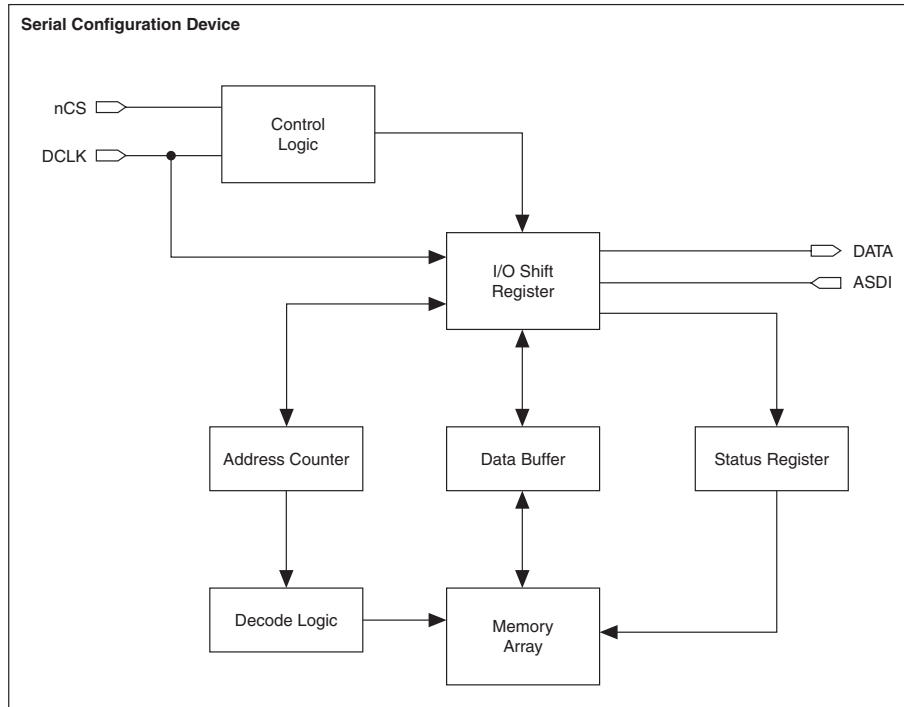 Serial Configuration Device
nCS
DCLK
Control
Logic
I/O Shift
Register
DATA
ASDI
Address Counter
Data Buffer
Status Register
Decode Logic
Memory
Array